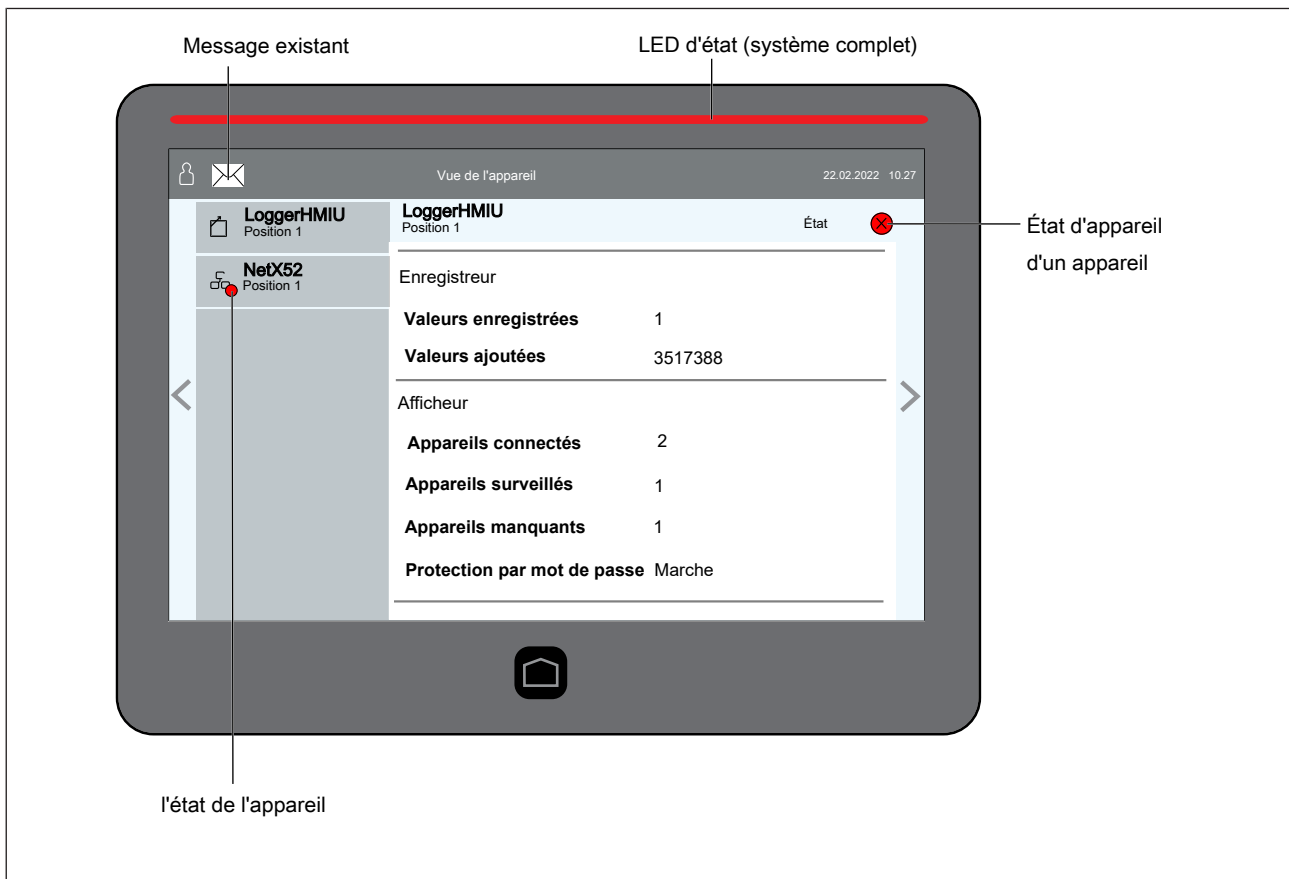 Message existant
LED d'état (système complet)
Vue de l'appareil
22.02.2022 10.27
LoggerHMIU
Position 1
NetX52
Position 1
LoggerHMIU
Position 1
État
Enregistreur
Valeurs enregistrées 1
Valeurs ajoutées 3517388
Afficheur
Appareils connectés 2
Appareils surveillés 1
Appareils manquants 1
Protection par mot de passe Marche
État d'appareil
d'un appareil
l'état de l'appareil